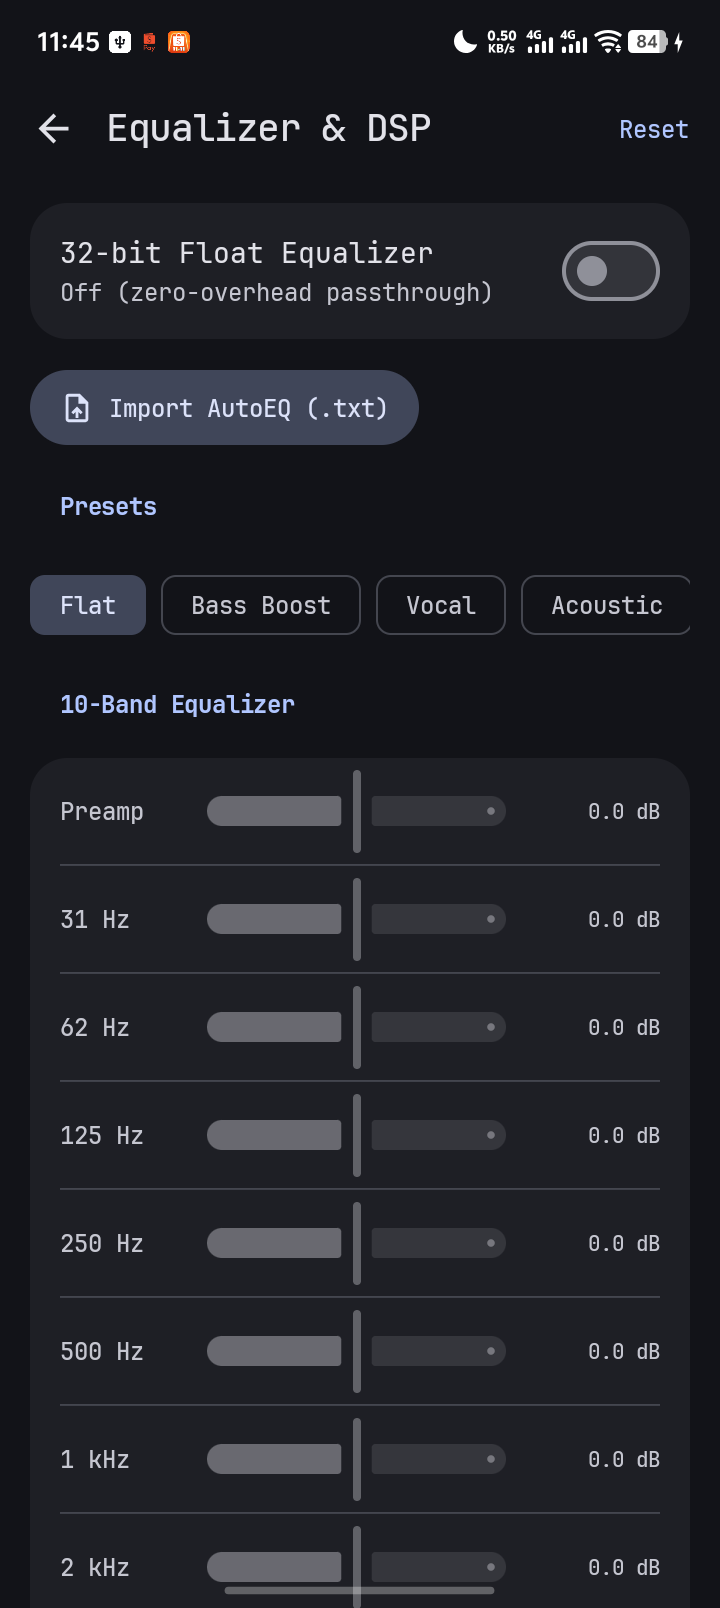 11:45
Pay
0.50 KB/s 4G 4G 84
Equalizer & DSP
Reset
32-bit Float Equalizer
Off (zero-overhead passthrough)
Import AutoEQ (.txt)
Presets
Flat Bass Boost Vocal Acoustic
10-Band Equalizer
Preamp 0.0 dB
31 Hz 0.0 dB
62 Hz 0.0 dB
125 Hz 0.0 dB
250 Hz 0.0 dB
500 Hz 0.0 dB
1 kHz 0.0 dB
2 kHz 0.0 dB